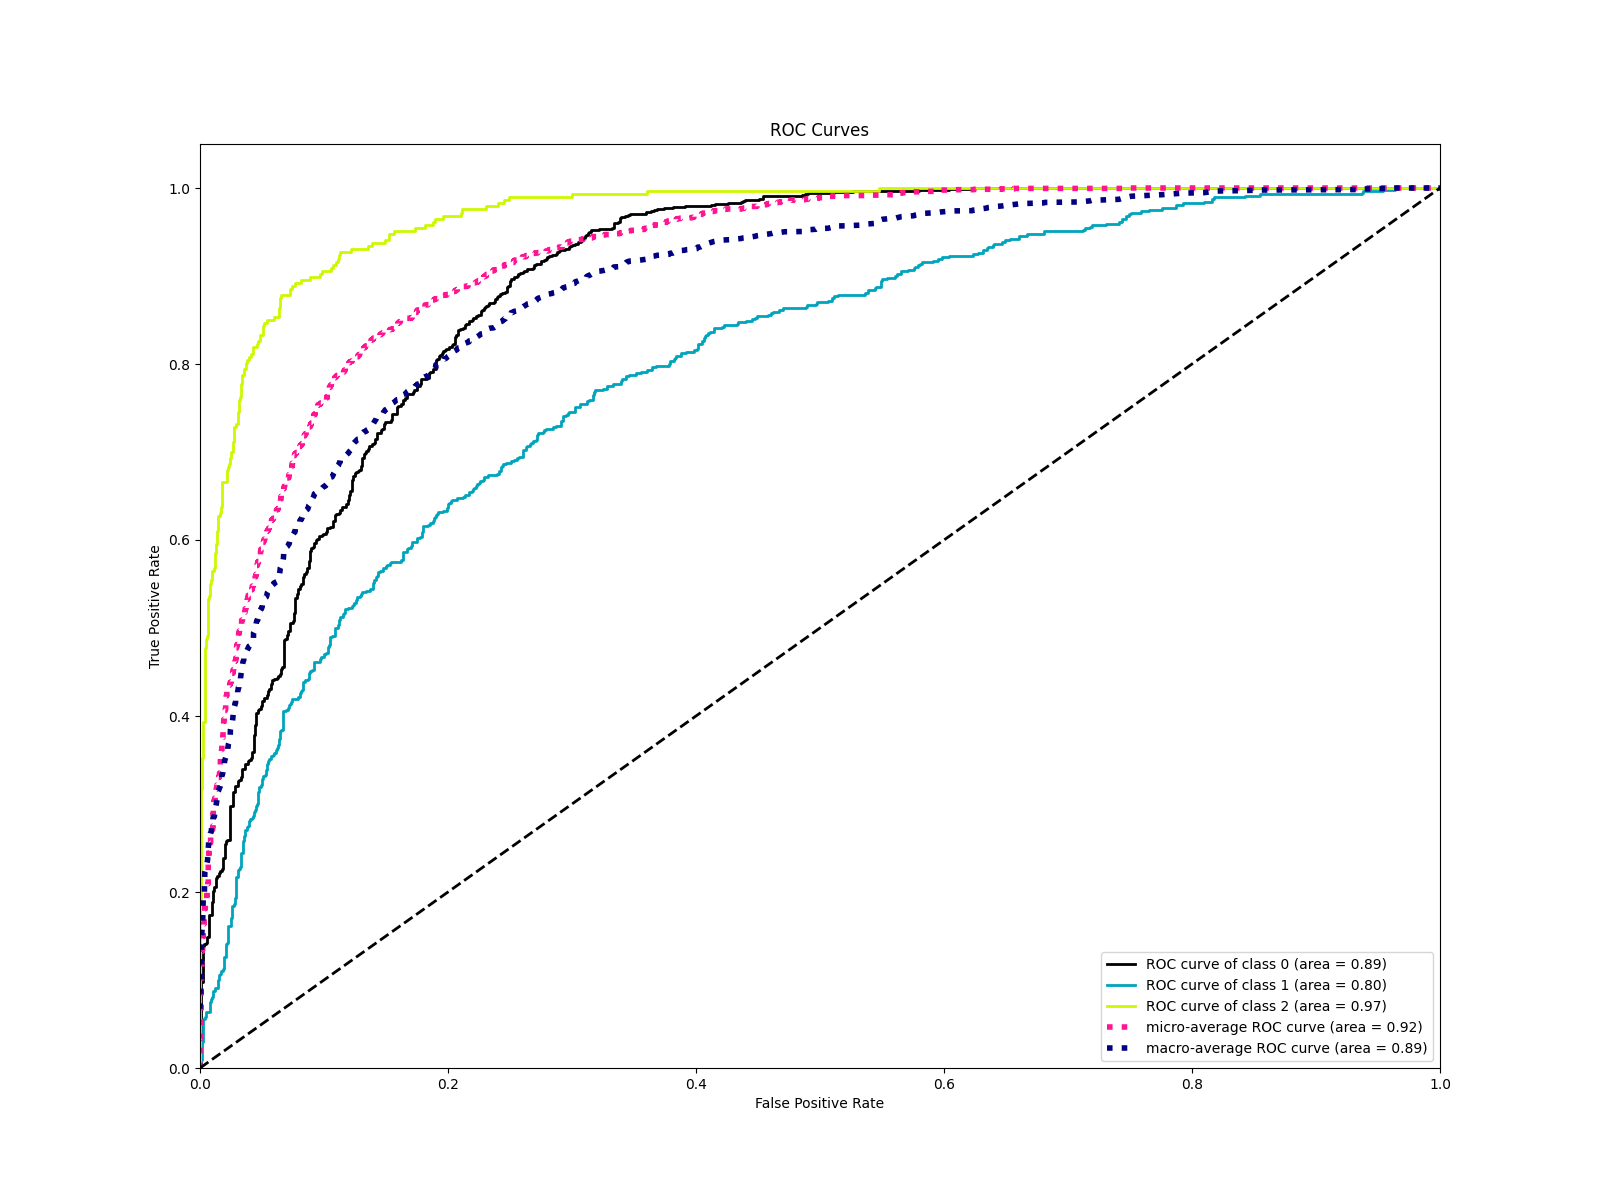 ROC Curves
1.0
0.8
0.6
0.4
0.2
0.0
True Positive Rate
0.0 0.2 0.4 0.6 0.8 1.0
False Positive Rate
ROC curve of class 0 (area = 0.89)
ROC curve of class 1 (area = 0.80)
ROC curve of class 2 (area = 0.97)
micro-average ROC curve (area = 0.92)
macro-average ROC curve (area = 0.89)